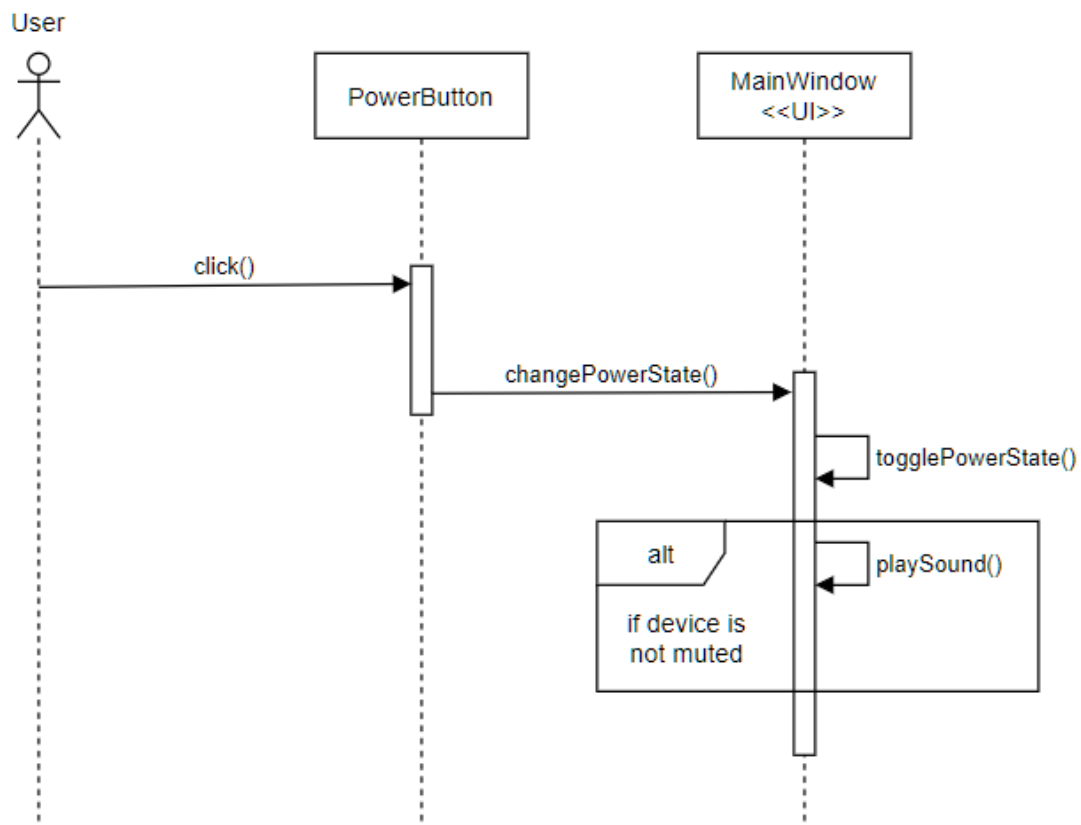 User
PowerButton
MainWindow
<<UI>>
click()
changePowerState()
togglePowerState()
alt
playSound()
if device is
not muted